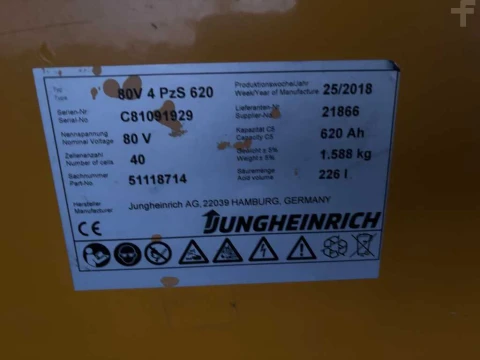 Typ 80V 4 PzS 620 Produktionswoche/Jahr 25/2018
Type Week/Year of Manufacture
Serien-Nr. C81091929 Lieferanten-Nr. 21866
Serial-No. Supplier-No.
Nennspannung 80 V Kapazität C5 620 Ah
Nominal Voltage Capacity C5
Zellenanzahl 40 Gewicht ± 5% 1.588 kg
Number of cells Weight ± 5%
Sachnummer 51118714 Säuremenge 226 l
Part-No. Acid volume
Hersteller Jungheinrich AG, 22039 HAMBURG, GERMANY
Manufacturer
CE JUNGHEINRICH
Pb